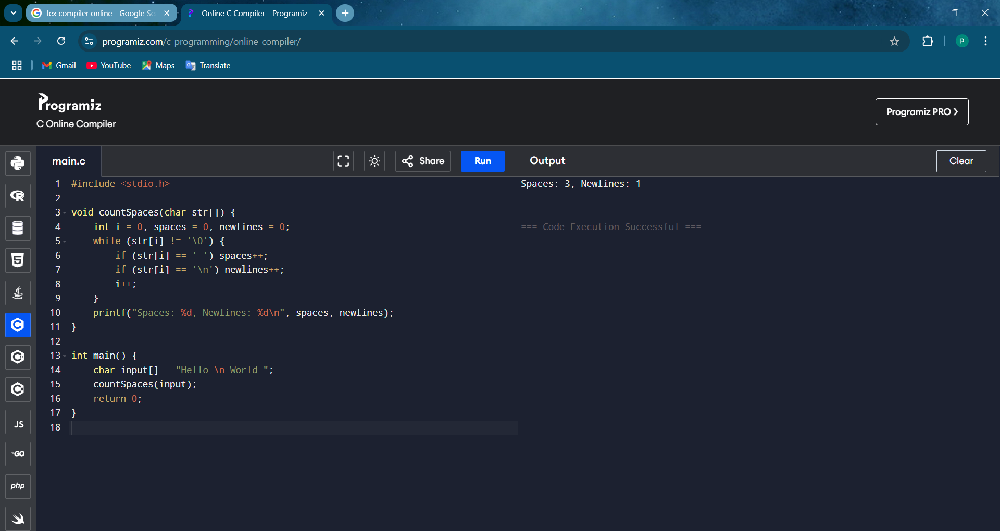 lex compiler online - Google Se
Online C Compiler - Programiz
programiz.com/c-programming/online-compiler/
P
Gmail
YouTube
Maps
Translate
Programiz
C Online Compiler
Programiz PRO ❯
main.c
Share
Run
Output
Clear
1 #include <stdio.h>
2
3 void countSpaces(char str[]) {
4 int i = 0, spaces = 0, newlines = 0;
5 while (str[i] != '\0') {
6 if (str[i] == ' ') spaces++;
7 if (str[i] == '\n') newlines++;
8 i++;
9 }
10 printf("Spaces: %d, Newlines: %d\n", spaces, newlines);
11 }
12
13 int main() {
14 char input[] = "Hello \n World ";
15 countSpaces(input);
16 return 0;
17 }
18
Spaces: 3, Newlines: 1
=== Code Execution Successful ===
JS
GO
php